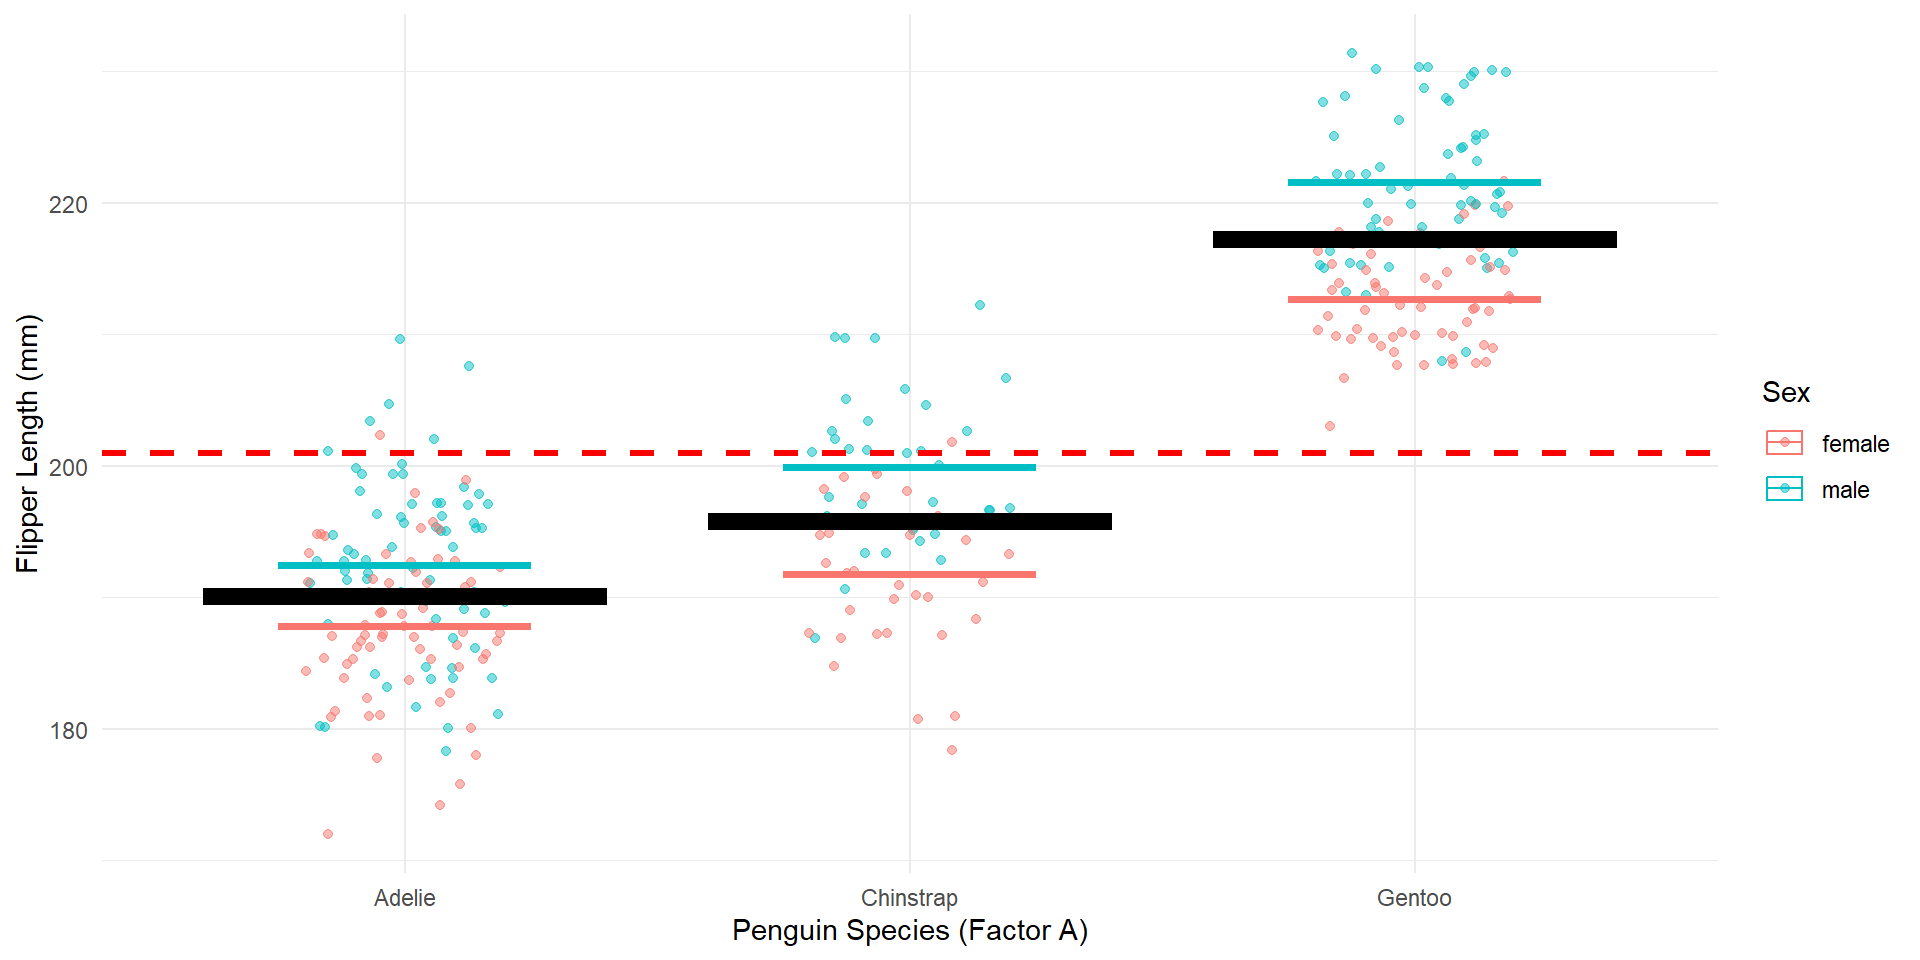 Flipper Length (mm)
220
200
180
Adelie
Chinstrap
Gentoo
Penguin Species (Factor A)
Sex
female
male